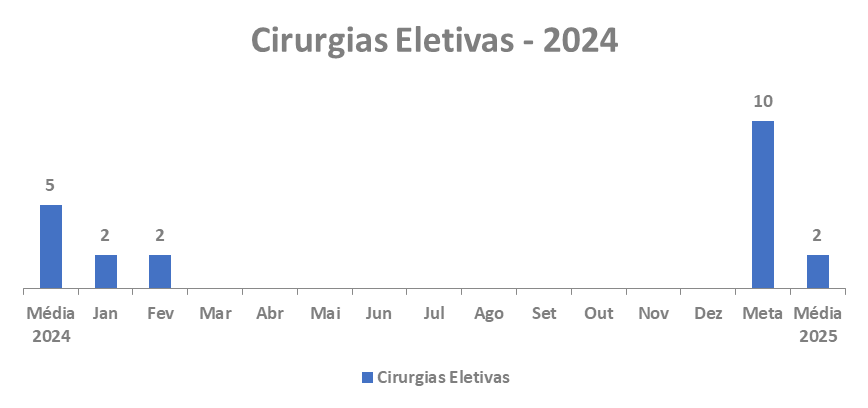 Cirurgias Eletivas - 2024
10
5
2
2
2
Média Jan Fev Mar Abr Mai Jun Jul Ago Set Out Nov Dez Meta Média
2024 2025
Cirurgias Eletivas